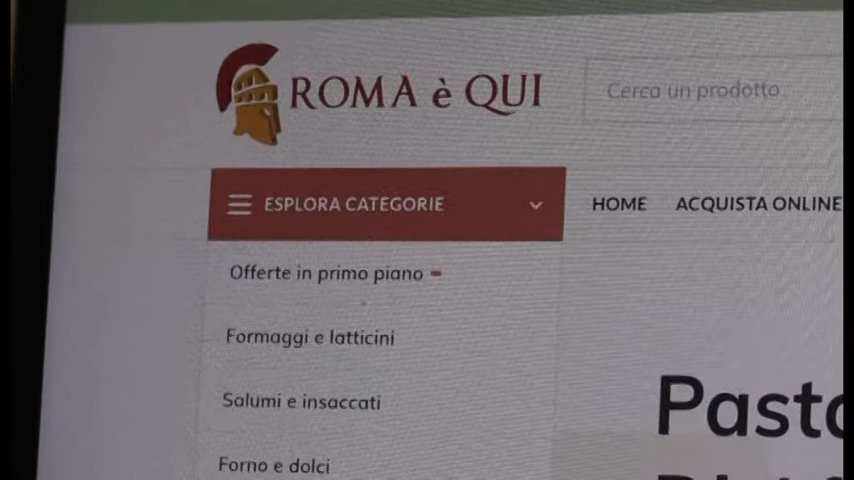 ROMA è QUI
Cerca un prodotto
ESPLORA CATEGORIE
HOME
ACQUISTA ONLINE
Offerte in primo piano
Formaggi e latticini
Salumi e insaccati
Forno e dolci